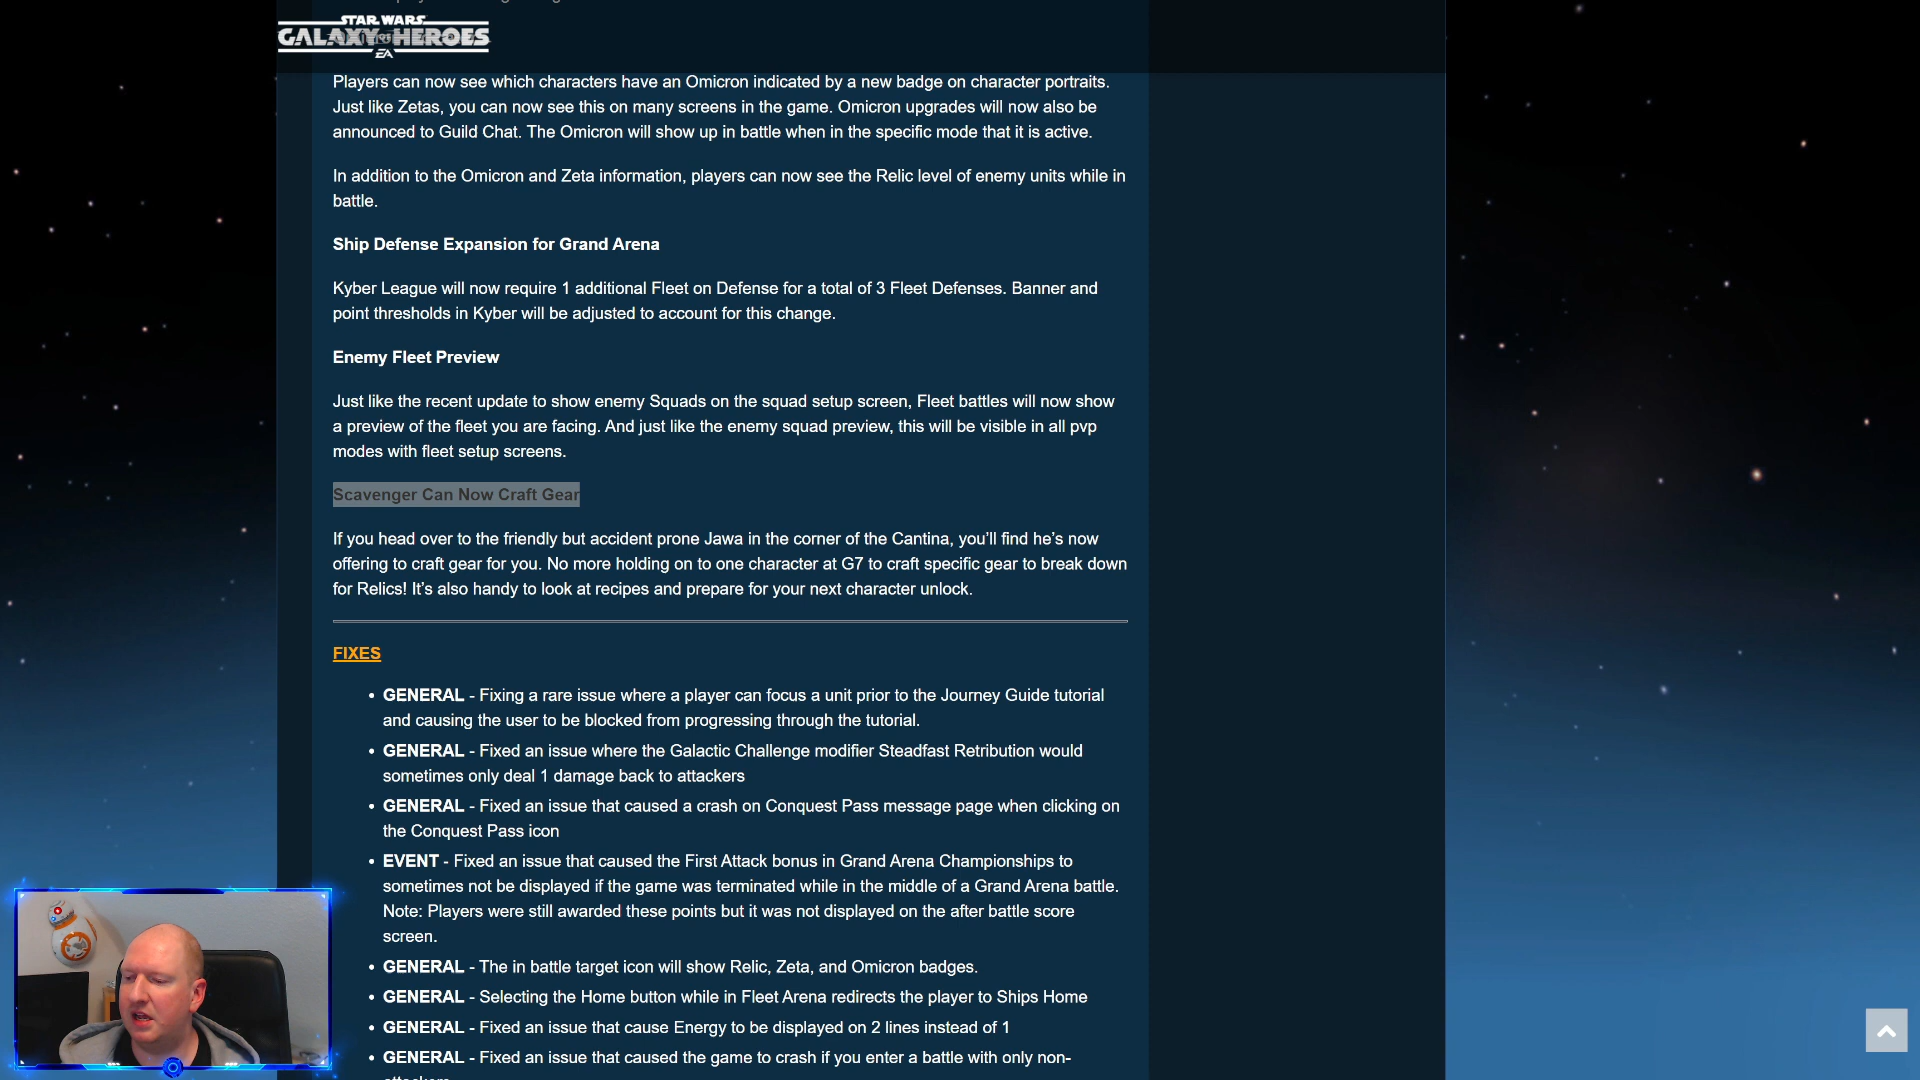 STAR WARS
GALAXY OF HEROES
EA
Players can now see which characters have an Omicron indicated by a new badge on character portraits.
Just like Zetas, you can now see this on many screens in the game. Omicron upgrades will now also be
announced to Guild Chat. The Omicron will show up in battle when in the specific mode that it is active.
In addition to the Omicron and Zeta information, players can now see the Relic level of enemy units while in
battle.
Ship Defense Expansion for Grand Arena
Kyber League will now require 1 additional Fleet on Defense for a total of 3 Fleet Defenses. Banner and
point thresholds in Kyber will be adjusted to account for this change.
Enemy Fleet Preview
Just like the recent update to show enemy Squads on the squad setup screen, Fleet battles will now show
a preview of the fleet you are facing. And just like the enemy squad preview, this will be visible in all pvp
modes with fleet setup screens.
Scavenger Can Now Craft Gear
If you head over to the friendly but accident prone Jawa in the corner of the Cantina, you’ll find he’s now
offering to craft gear for you. No more holding on to one character at G7 to craft specific gear to break down
for Relics! It’s also handy to look at recipes and prepare for your next character unlock.
FIXES
• GENERAL - Fixing a rare issue where a player can focus a unit prior to the Journey Guide tutorial
and causing the user to be blocked from progressing through the tutorial.
• GENERAL - Fixed an issue where the Galactic Challenge modifier Steadfast Retribution would
sometimes only deal 1 damage back to attackers
• GENERAL - Fixed an issue that caused a crash on Conquest Pass message page when clicking on
the Conquest Pass icon
• EVENT - Fixed an issue that caused the First Attack bonus in Grand Arena Championships to
sometimes not be displayed if the game was terminated while in the middle of a Grand Arena battle.
Note: Players were still awarded these points but it was not displayed on the after battle score
screen.
• GENERAL - The in battle target icon will show Relic, Zeta, and Omicron badges.
• GENERAL - Selecting the Home button while in Fleet Arena redirects the player to Ships Home
• GENERAL - Fixed an issue that cause Energy to be displayed on 2 lines instead of 1
• GENERAL - Fixed an issue that caused the game to crash if you enter a battle with only non-